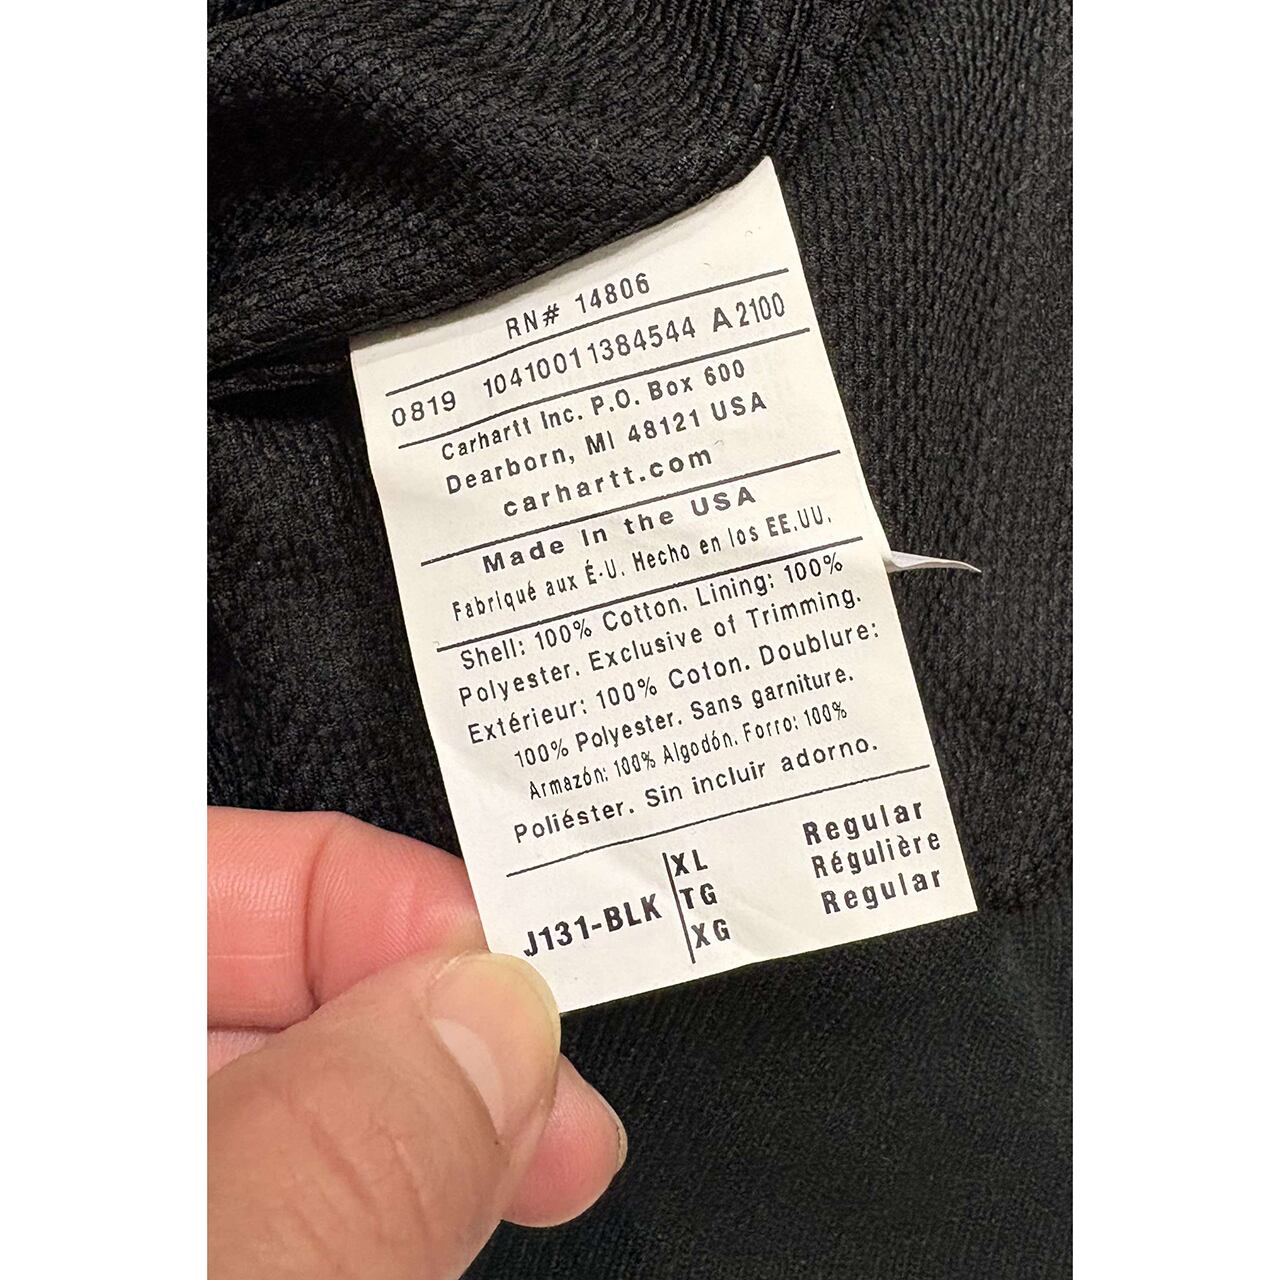 RN# 14806
0819 10410011384544 A2100
Carhartt Inc. P.O. Box 600
Dearborn, MI 48121 USA
carhartt.com
Made In the USA
Fabriqué aux É-U. Hecho en los EE.UU.
Shell: 100% Cotton. Lining: 100%
Polyester. Exclusive of Trimming.
Extérieur: 100% Coton. Doublure:
100% Polyester. Sans garniture.
Armazón: 100% Algodón. Forro: 100%
Poliéster. Sin incluir adorno.
XL Regular
TG Régulière
J131-BLK XG Regular